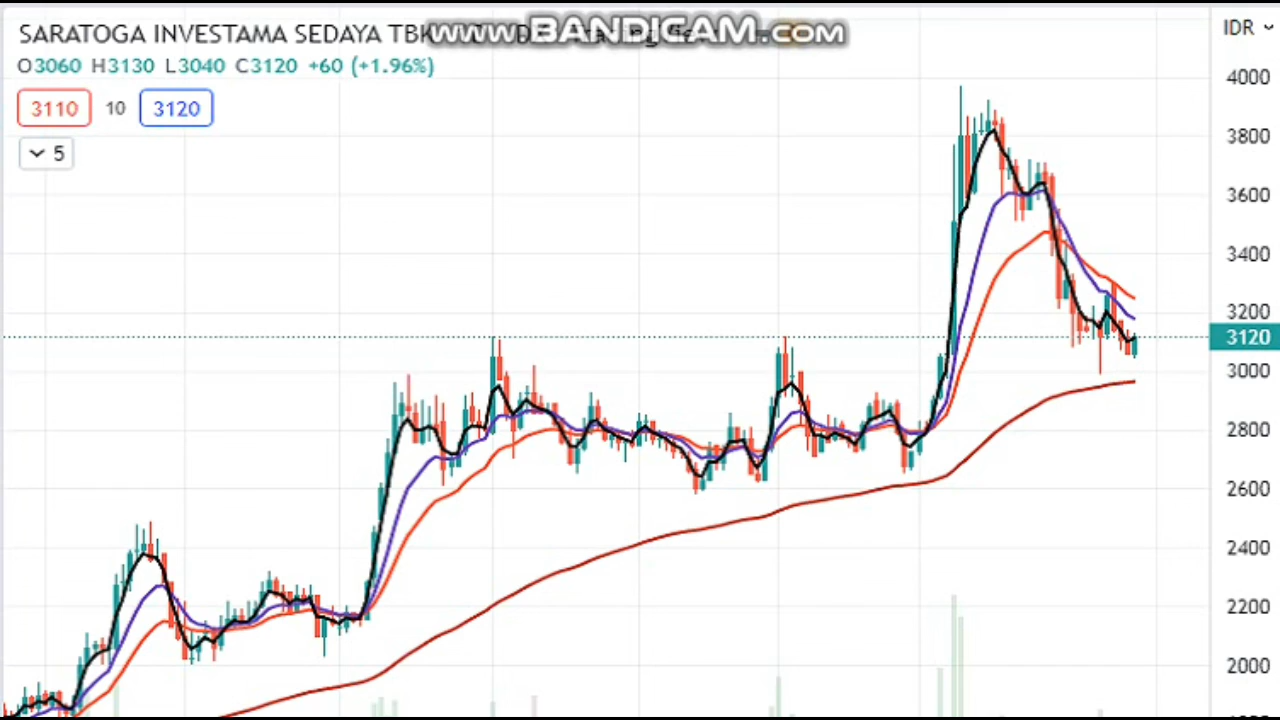 SARATOGA INVESTAMA SEDAYA TBK
www.BANDICAM.com
IDR
O3060 H3130 L3040 C3120 +60 (+1.96%)
3110 10 3120
5
4000
3800
3600
3400
3200
3120
3000
2800
2600
2400
2200
2000